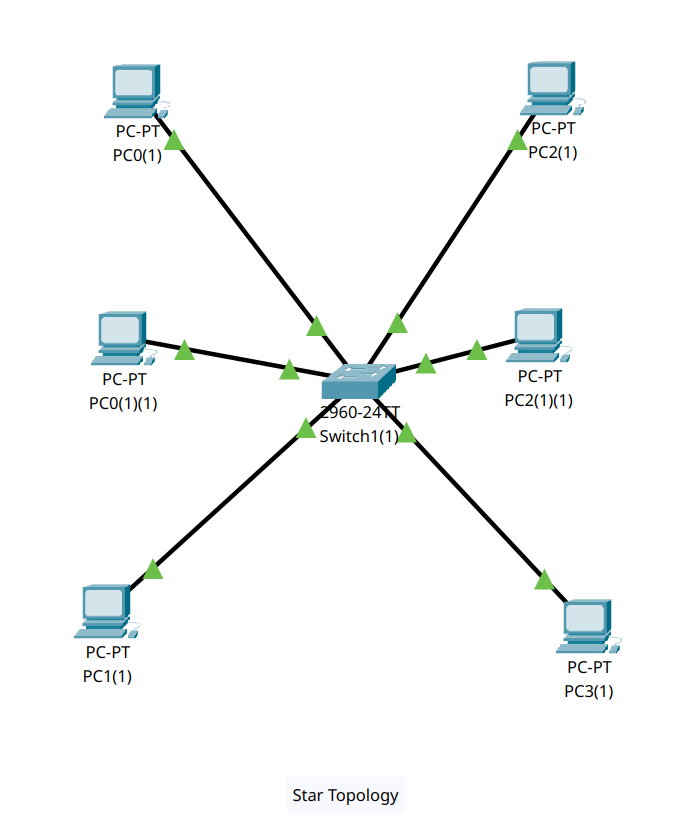 PC-PT
PC0(1)
PC-PT
PC2(1)
PC-PT
PC0(1)(1)
PC-PT
PC2(1)(1)
2960-24TT
Switch1(1)
PC-PT
PC1(1)
PC-PT
PC3(1)
Star Topology